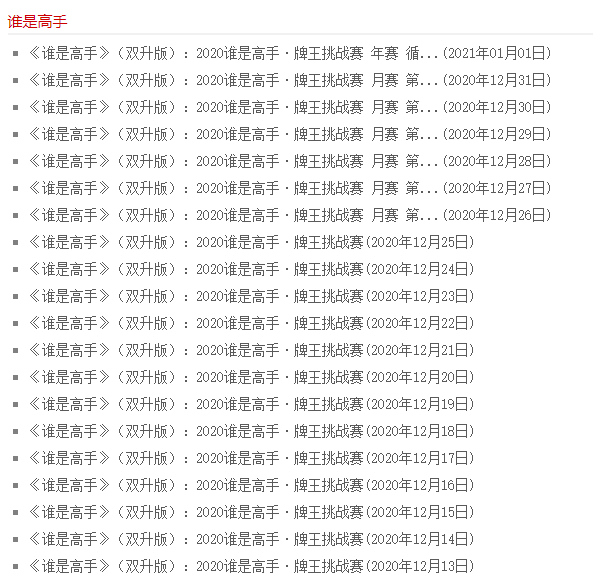 谁是高手
《谁是高手》（双升版）：2020谁是高手·牌王挑战赛 年赛 循...(2021年01月01日)
《谁是高手》（双升版）：2020谁是高手·牌王挑战赛 月赛 第...(2020年12月31日)
《谁是高手》（双升版）：2020谁是高手·牌王挑战赛 月赛 第...(2020年12月30日)
《谁是高手》（双升版）：2020谁是高手·牌王挑战赛 月赛 第...(2020年12月29日)
《谁是高手》（双升版）：2020谁是高手·牌王挑战赛 月赛 第...(2020年12月28日)
《谁是高手》（双升版）：2020谁是高手·牌王挑战赛 月赛 第...(2020年12月27日)
《谁是高手》（双升版）：2020谁是高手·牌王挑战赛 月赛 第...(2020年12月26日)
《谁是高手》（双升版）：2020谁是高手·牌王挑战赛(2020年12月25日)
《谁是高手》（双升版）：2020谁是高手·牌王挑战赛(2020年12月24日)
《谁是高手》（双升版）：2020谁是高手·牌王挑战赛(2020年12月23日)
《谁是高手》（双升版）：2020谁是高手·牌王挑战赛(2020年12月22日)
《谁是高手》（双升版）：2020谁是高手·牌王挑战赛(2020年12月21日)
《谁是高手》（双升版）：2020谁是高手·牌王挑战赛(2020年12月20日)
《谁是高手》（双升版）：2020谁是高手·牌王挑战赛(2020年12月19日)
《谁是高手》（双升版）：2020谁是高手·牌王挑战赛(2020年12月18日)
《谁是高手》（双升版）：2020谁是高手·牌王挑战赛(2020年12月17日)
《谁是高手》（双升版）：2020谁是高手·牌王挑战赛(2020年12月16日)
《谁是高手》（双升版）：2020谁是高手·牌王挑战赛(2020年12月15日)
《谁是高手》（双升版）：2020谁是高手·牌王挑战赛(2020年12月14日)
《谁是高手》（双升版）：2020谁是高手·牌王挑战赛(2020年12月13日)